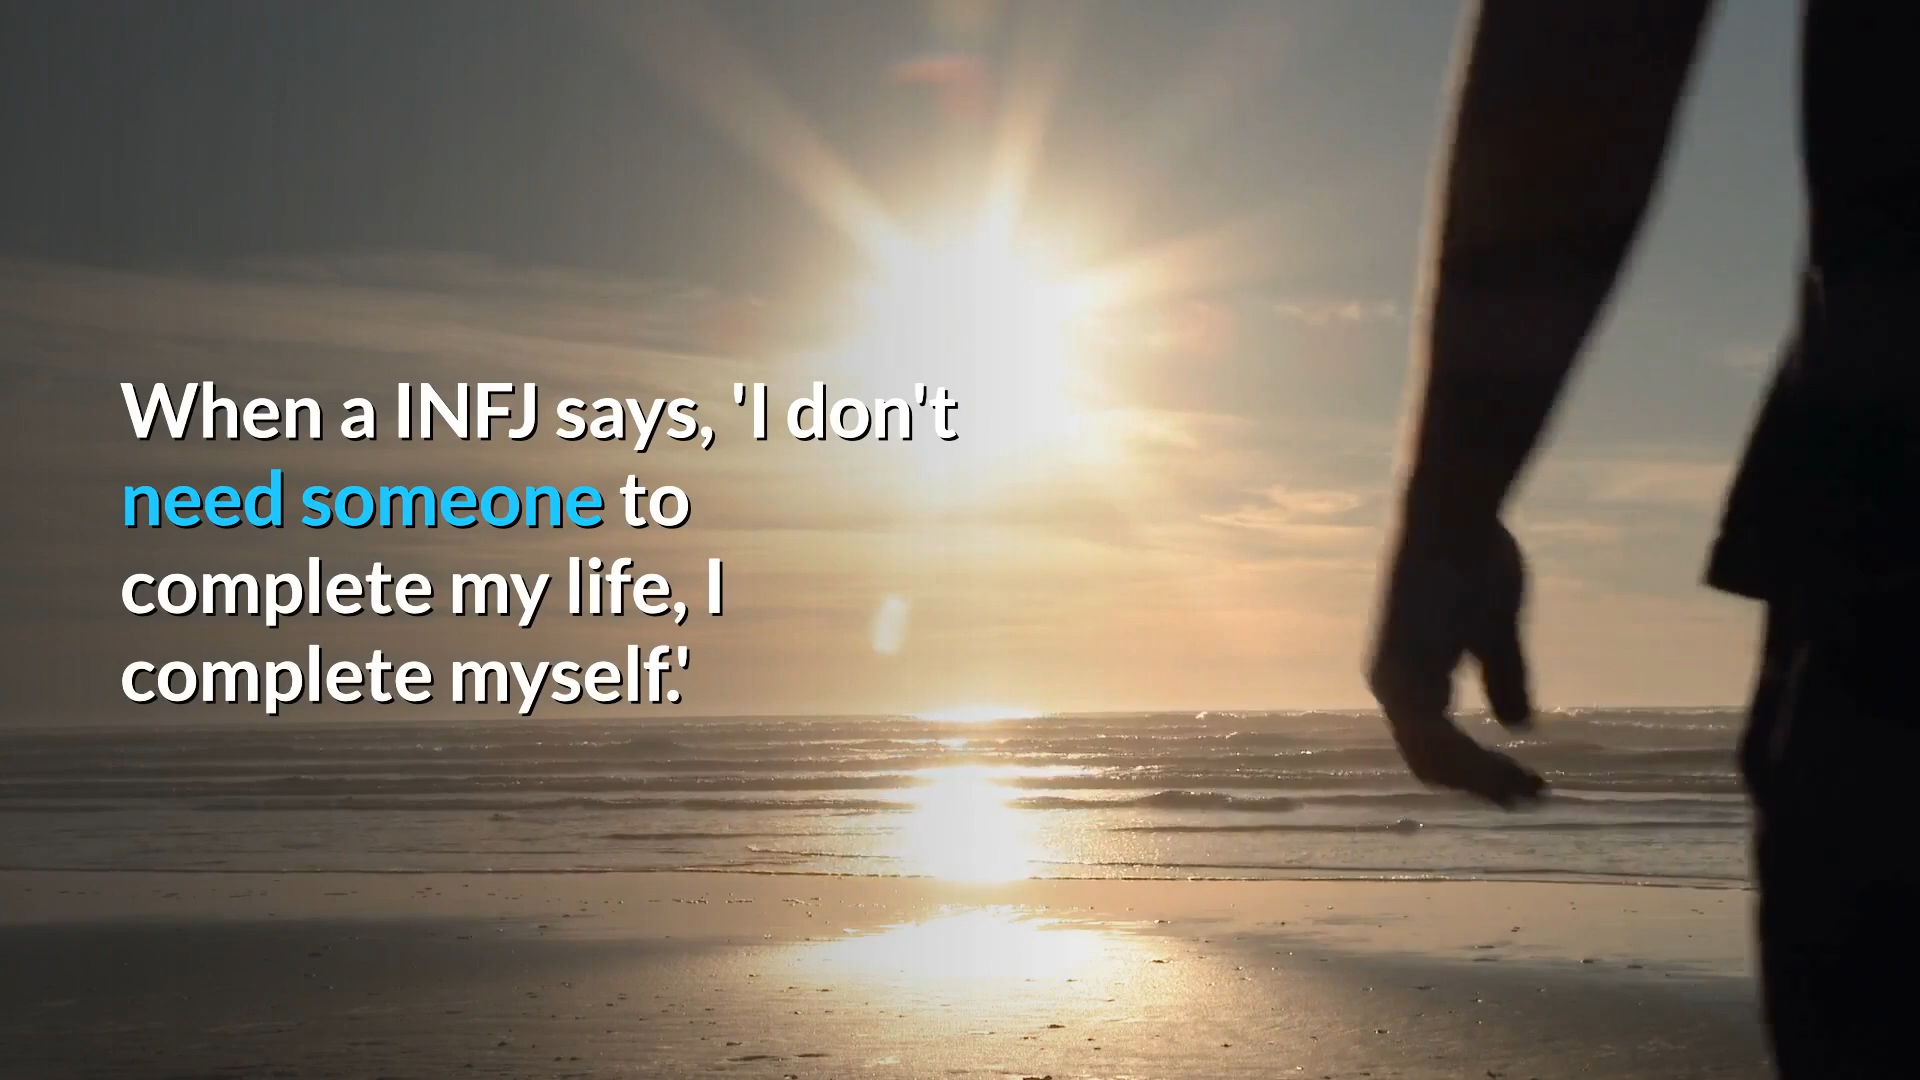 When a INFJ says, 'I don't
need someone to
complete my life, I
complete myself.'